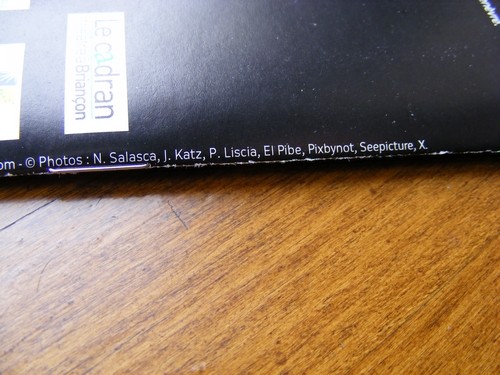 Le cadran
Briançon
om - © Photos : N. Salasca, J. Katz, P. Liscia, El Pibe, Pixbynot, Seepicture, X.